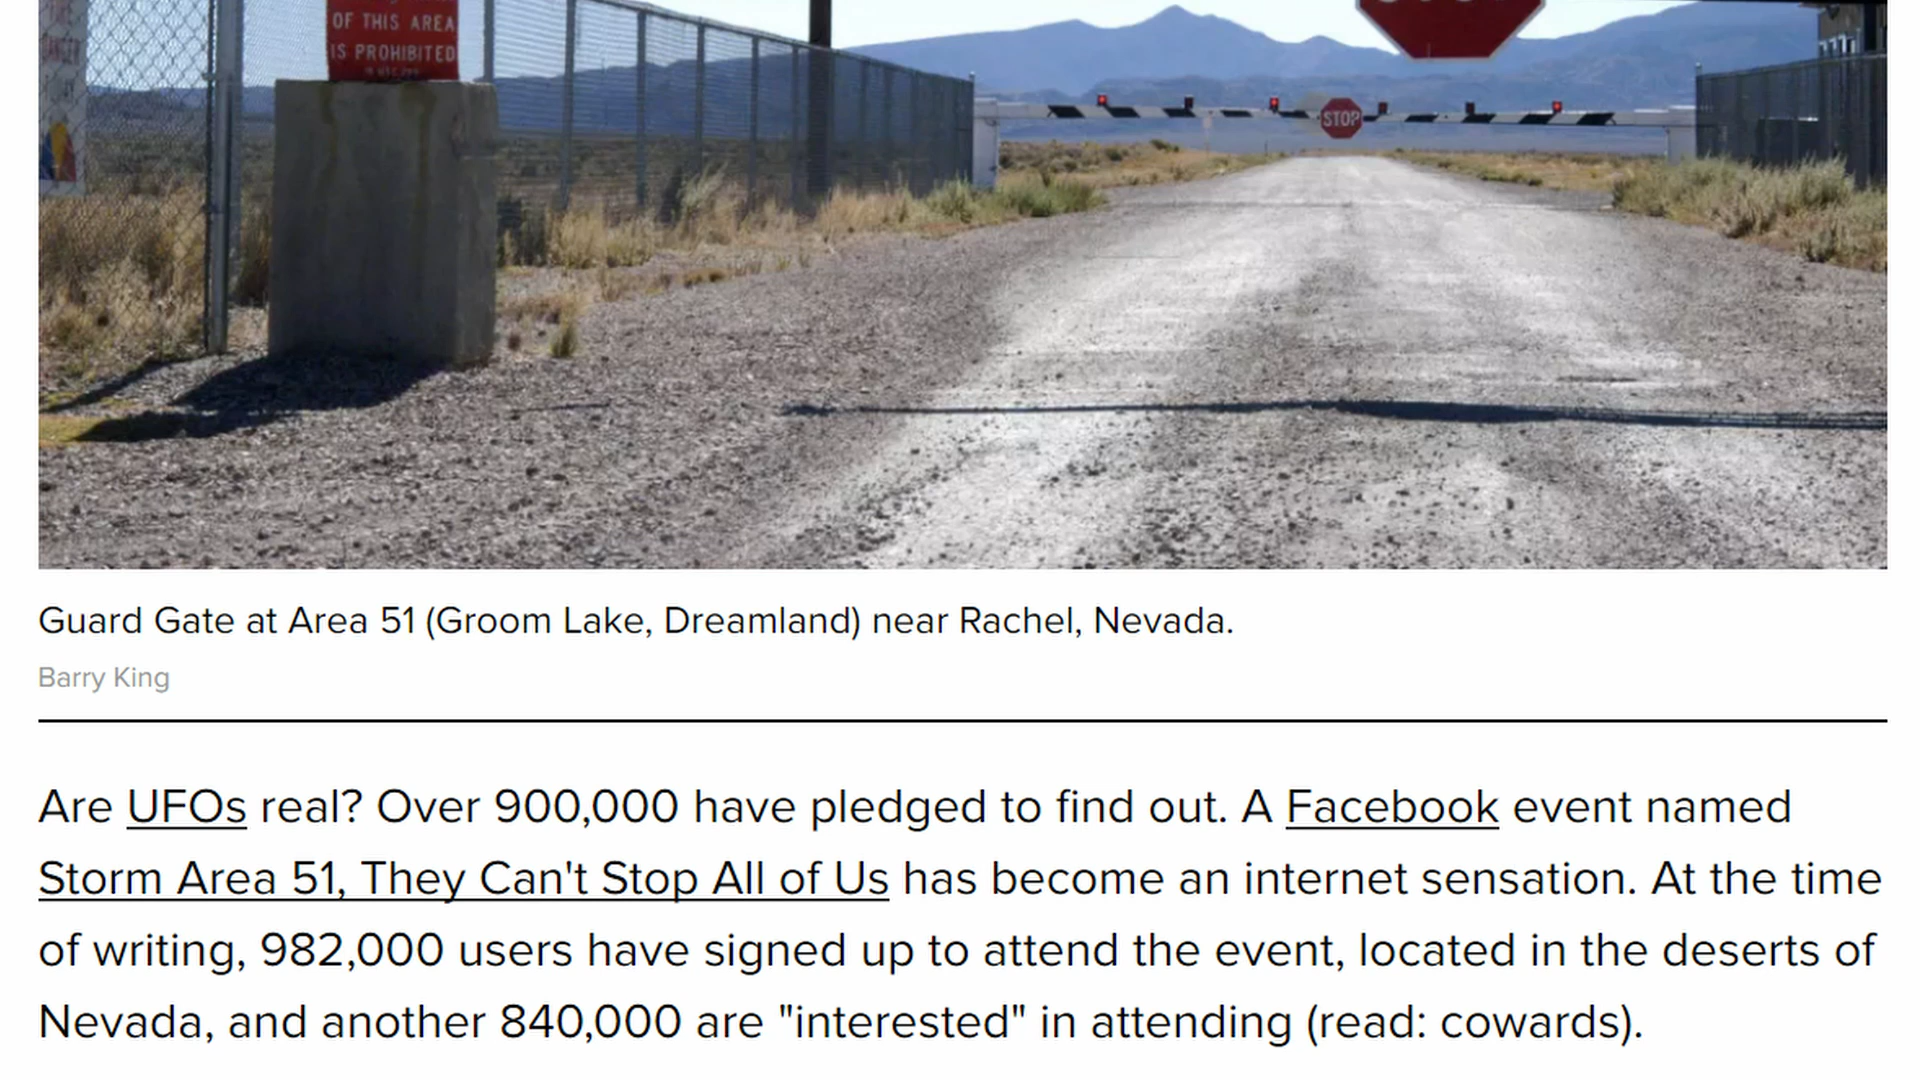 OF THIS AREA
IS PROHIBITED
STOP
Guard Gate at Area 51 (Groom Lake, Dreamland) near Rachel, Nevada.
Barry King
Are UFOs real? Over 900,000 have pledged to find out. A Facebook event named
Storm Area 51, They Can't Stop All of Us has become an internet sensation. At the time
of writing, 982,000 users have signed up to attend the event, located in the deserts of
Nevada, and another 840,000 are "interested" in attending (read: cowards).